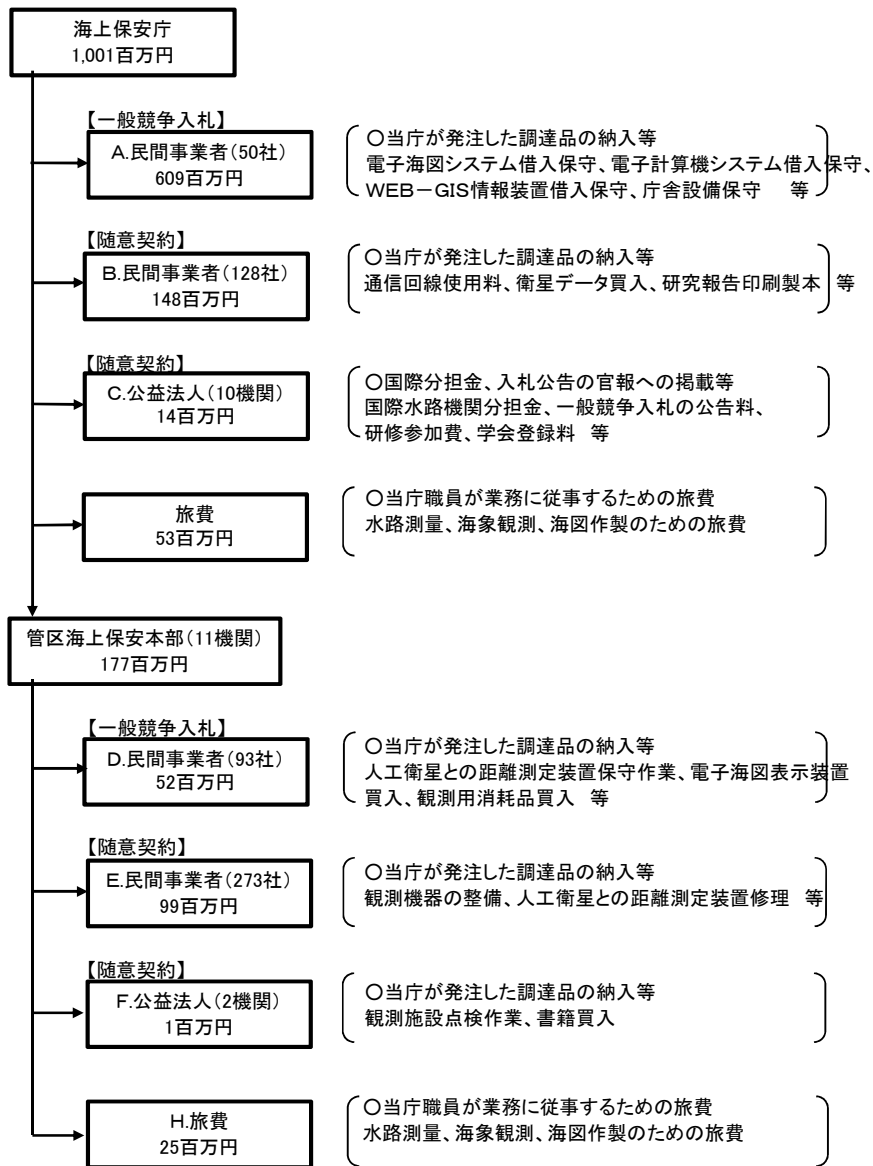 海上保安庁
1,001百万円
【一般競争入札】
A.民間事業者(50社)
609百万円
○当庁が発注した調達品の納入等
電子海図システム借入保守、電子計算機システム借入保守、
WEB－GIS情報装置借入保守、庁舎設備保守　等
【随意契約】
B.民間事業者(128社)
148百万円
○当庁が発注した調達品の納入等
通信回線使用料、衛星データ買入、研究報告印刷製本　等
【随意契約】
C.公益法人(10機関)
14百万円
○国際分担金、入札公告の官報への掲載等
国際水路機関分担金、一般競争入札の公告料、
研修参加費、学会登録料　等
旅費
53百万円
○当庁職員が業務に従事するための旅費
水路測量、海象観測、海図作製のための旅費
管区海上保安本部(11機関)
177百万円
【一般競争入札】
D.民間事業者(93社)
52百万円
○当庁が発注した調達品の納入等
人工衛星との距離測定装置保守作業、電子海図表示装置
買入、観測用消耗品買入　等
【随意契約】
E.民間事業者(273社)
99百万円
○当庁が発注した調達品の納入等
観測機器の整備、人工衛星との距離測定装置修理　等
【随意契約】
F.公益法人(2機関)
1百万円
○当庁が発注した調達品の納入等
観測施設点検作業、書籍買入
H.旅費
25百万円
○当庁職員が業務に従事するための旅費
水路測量、海象観測、海図作製のための旅費